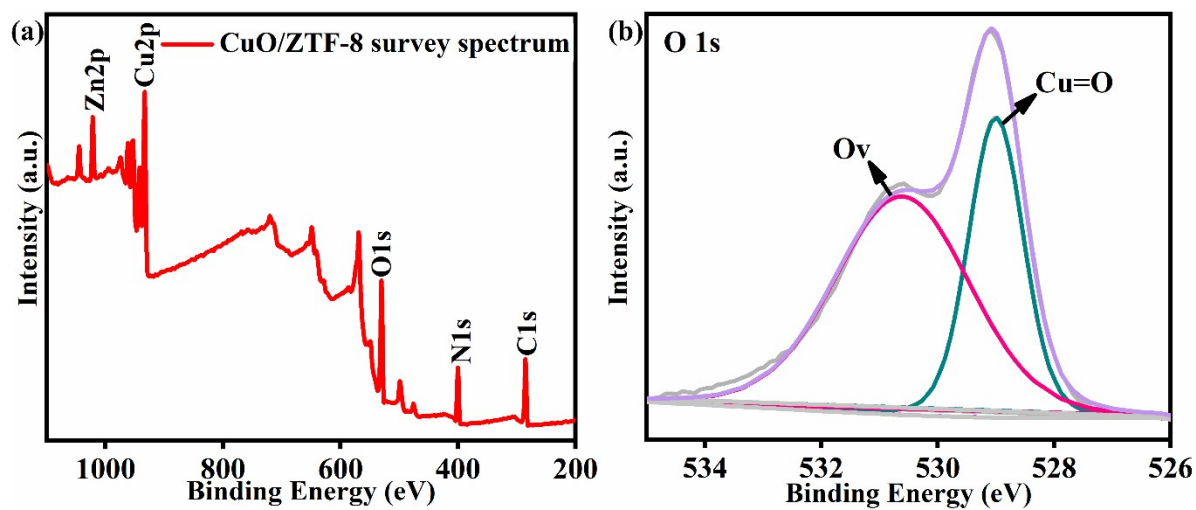 (a)
CuO/ZTF-8 survey spectrum
Zn2p
Cu2p
O1s
N1s
C1s
Intensity (a.u.)
1000 800 600 400 200
Binding Energy (eV)
(b)
O 1s
Ov
Cu=O
Intensity (a.u.)
534 532 530 528 526
Binding Energy (eV)